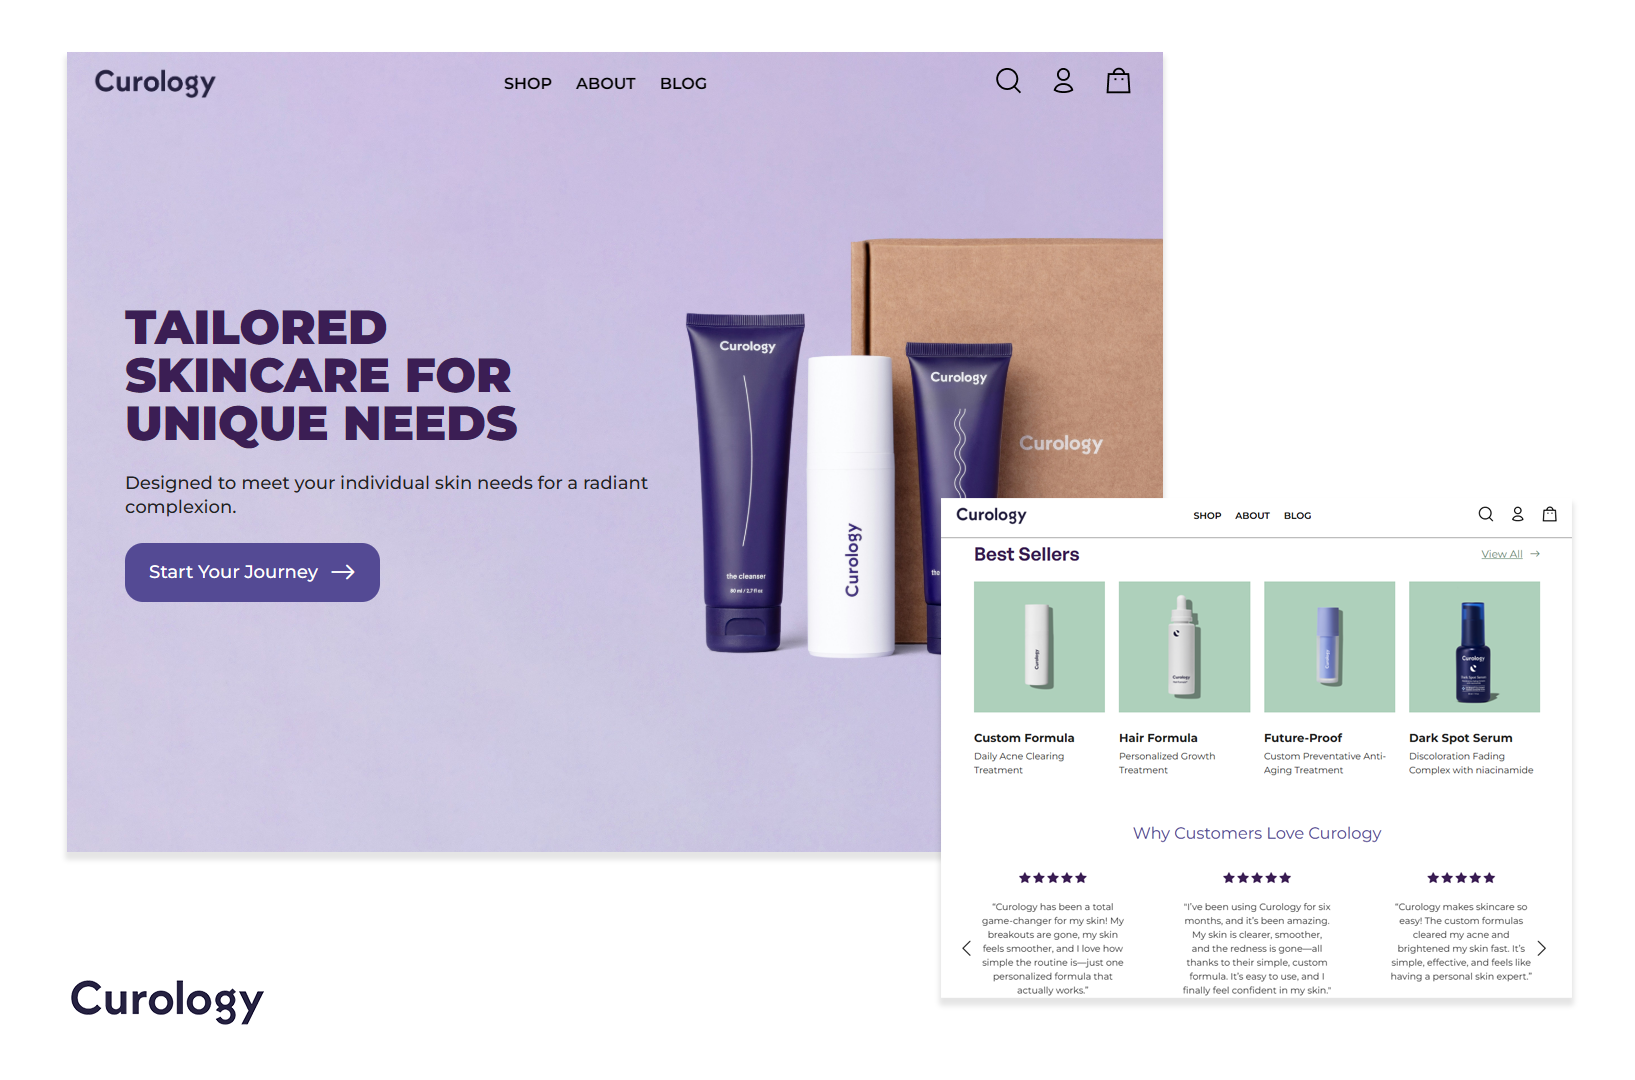 Curology
SHOP ABOUT BLOG
TAILORED
SKINCARE FOR
UNIQUE NEEDS
Designed to meet your individual skin needs for a radiant
complexion.
Start Your Journey
Curology
the cleanser
80 ml / 2.7 fl oz
Curology
Curology
the
Curology
Curology
SHOP ABOUT BLOG
Best Sellers
View All
Curology
Curology
Curology
Curology
Dark Spot Serum
Custom Formula
Daily Acne Clearing
Treatment
Hair Formula
Personalized Growth
Treatment
Future-Proof
Custom Preventative Anti-
Aging Treatment
Dark Spot Serum
Discoloration Fading
Complex with niacinamide
Why Customers Love Curology
"Curology has been a total
game-changer for my skin! My
breakouts are gone, my skin
feels smoother, and I love how
simple the routine is—just one
personalized formula that
actually works."
"I've been using Curology for six
months, and it's been amazing.
My skin is clearer, smoother,
and the redness is gone—all
thanks to their simple, custom
formula. It's easy to use, and I
finally feel confident in my skin."
"Curology makes skincare so
easy! The custom formulas
cleared my acne and
brightened my skin fast. It's
simple, effective, and feels like
having a personal skin expert."
Curology